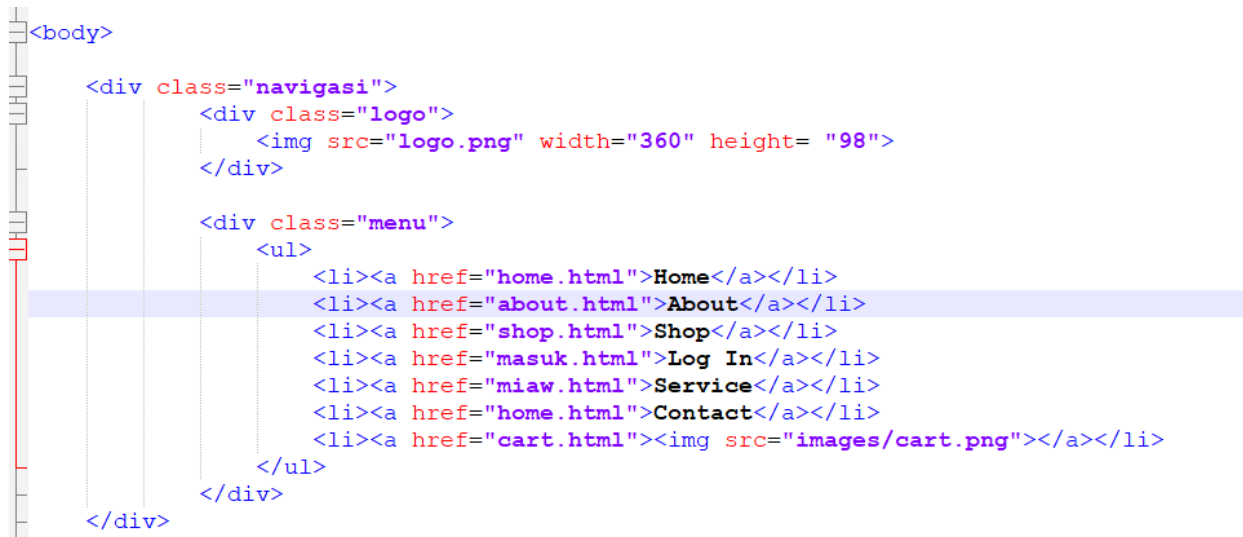 <body>
<div class="navigasi">
<div class="logo">
<img src="logo.png" width="360" height= "98">
</div>
<div class="menu">
<ul>
<li><a href="home.html">Home</a></li>
<li><a href="about.html">About</a></li>
<li><a href="shop.html">Shop</a></li>
<li><a href="masuk.html">Log In</a></li>
<li><a href="miaw.html">Service</a></li>
<li><a href="home.html">Contact</a></li>
<li><a href="cart.html"><img src="images/cart.png"></a></li>
</ul>
</div>
</div>